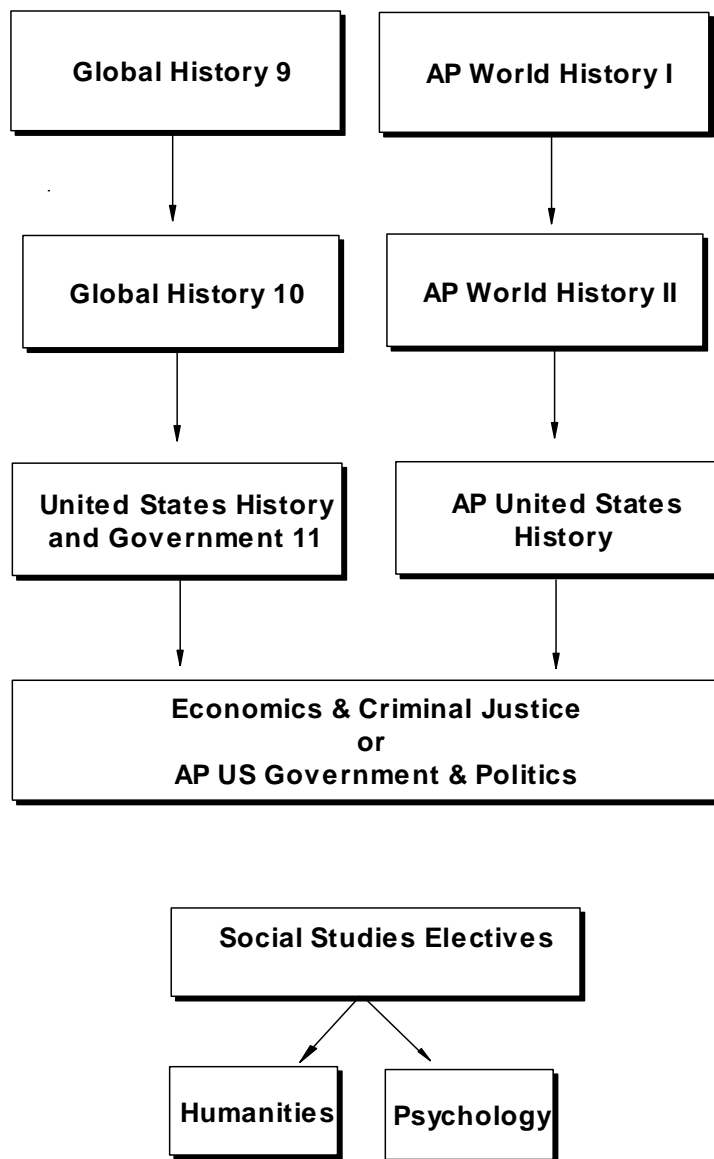 Global History 9
AP World History I
Global History 10
AP World History II
United States History
and Government 11
AP United States
History
Economics & Criminal Justice
or
AP US Government & Politics
Social Studies Electives
Humanities
Psychology